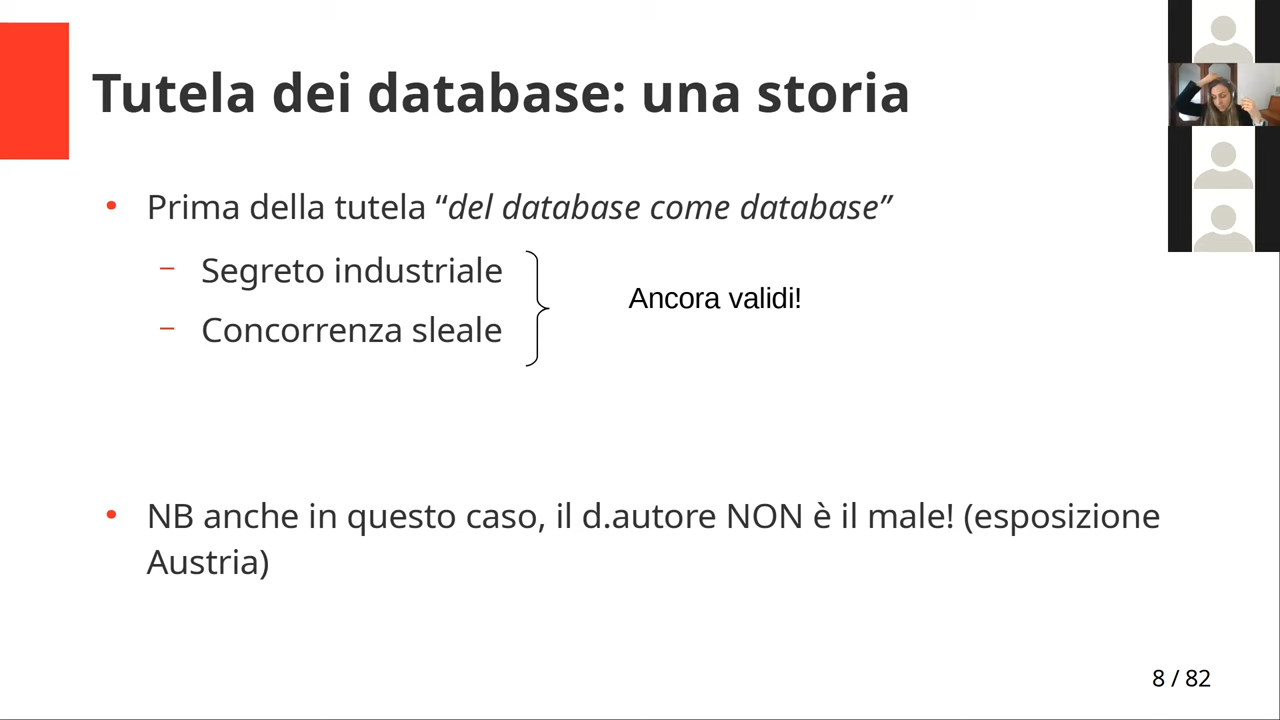 Tutela dei database: una storia
Prima della tutela “del database come database”
Segreto industriale
Concorrenza sleale
Ancora validi!
NB anche in questo caso, il d.autore NON è il male! (esposizione
Austria)
8 / 82